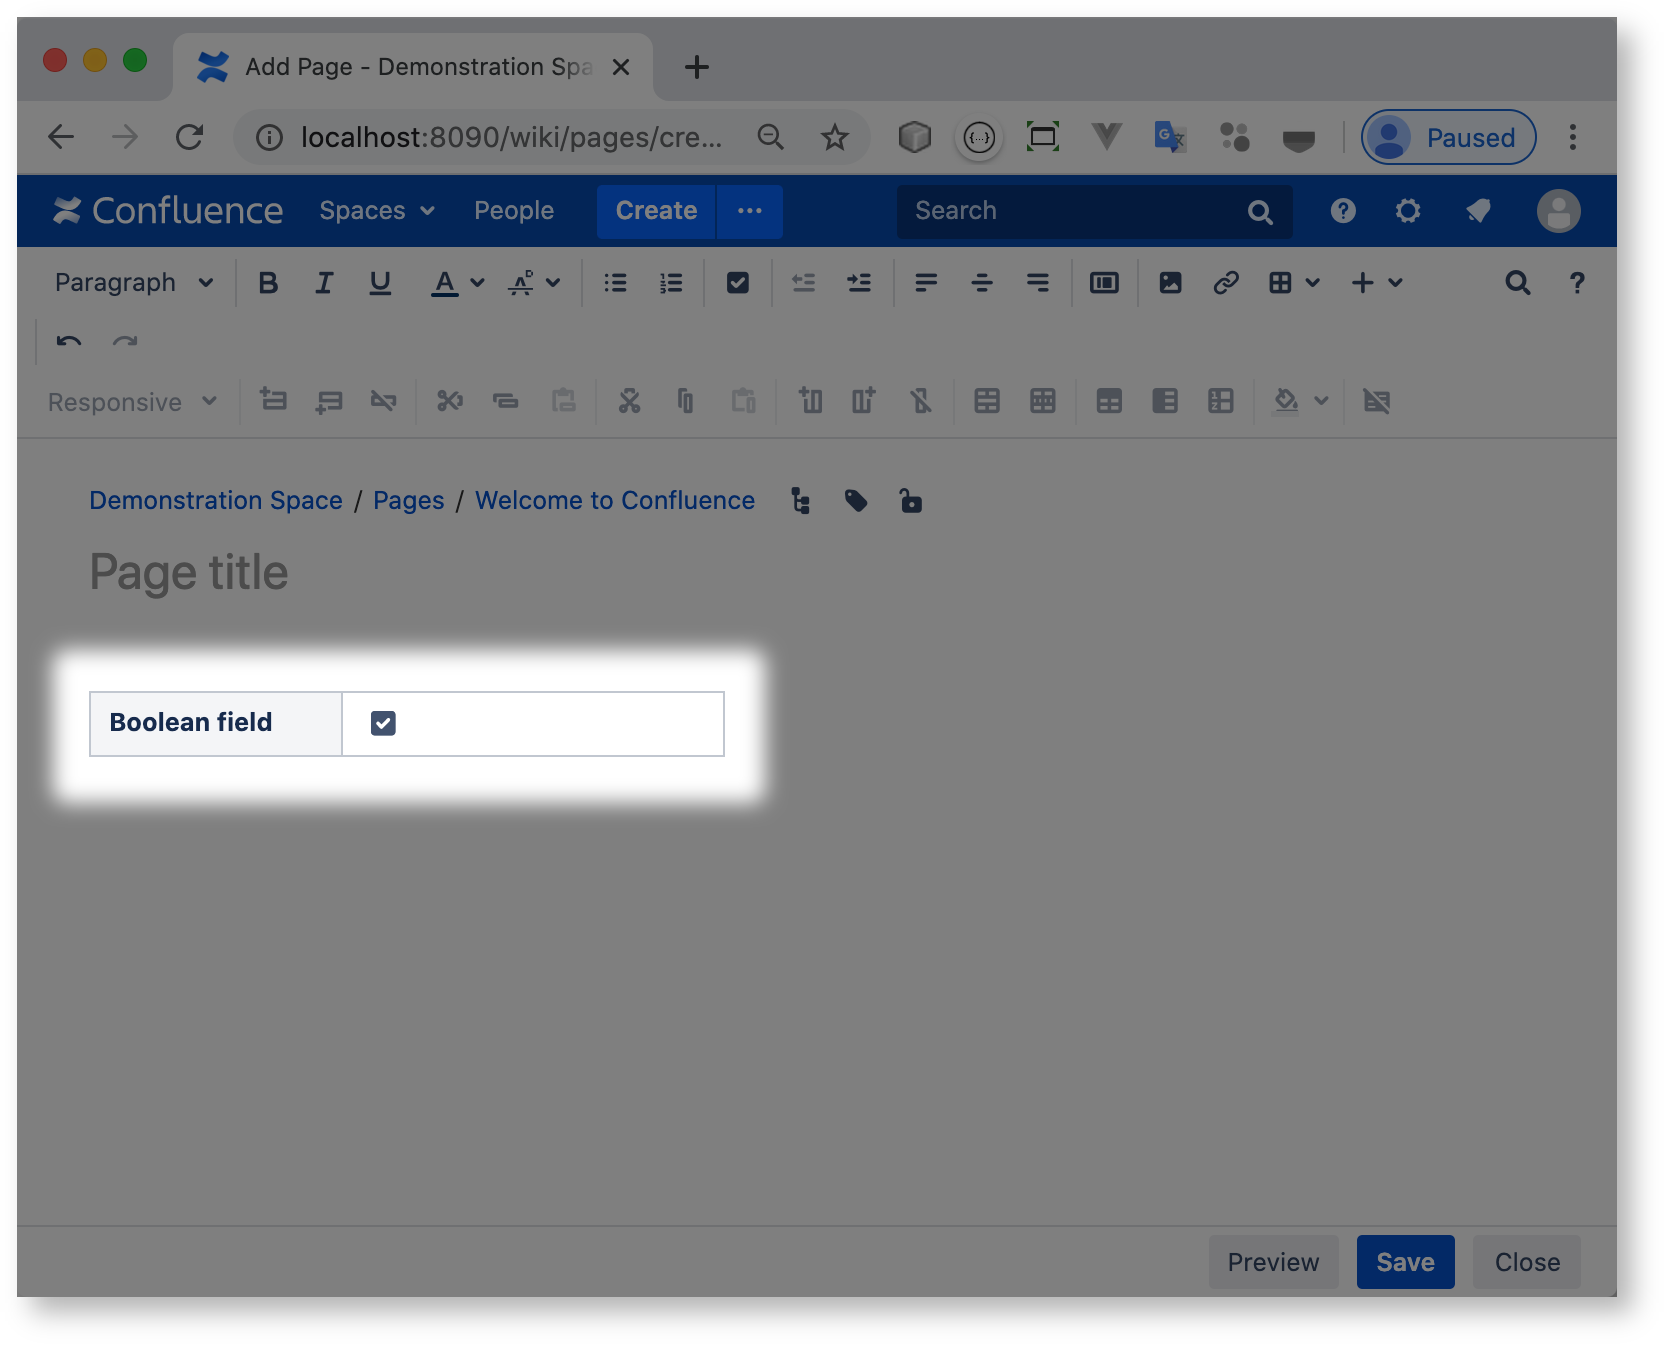 Add Page - Demonstration Spa
localhost:8090/wiki/pages/cre...
Paused
Confluence Spaces People Create ... Search
Paragraph B I U A
Responsive
Demonstration Space / Pages / Welcome to Confluence
Page title
Boolean field
Preview Save Close